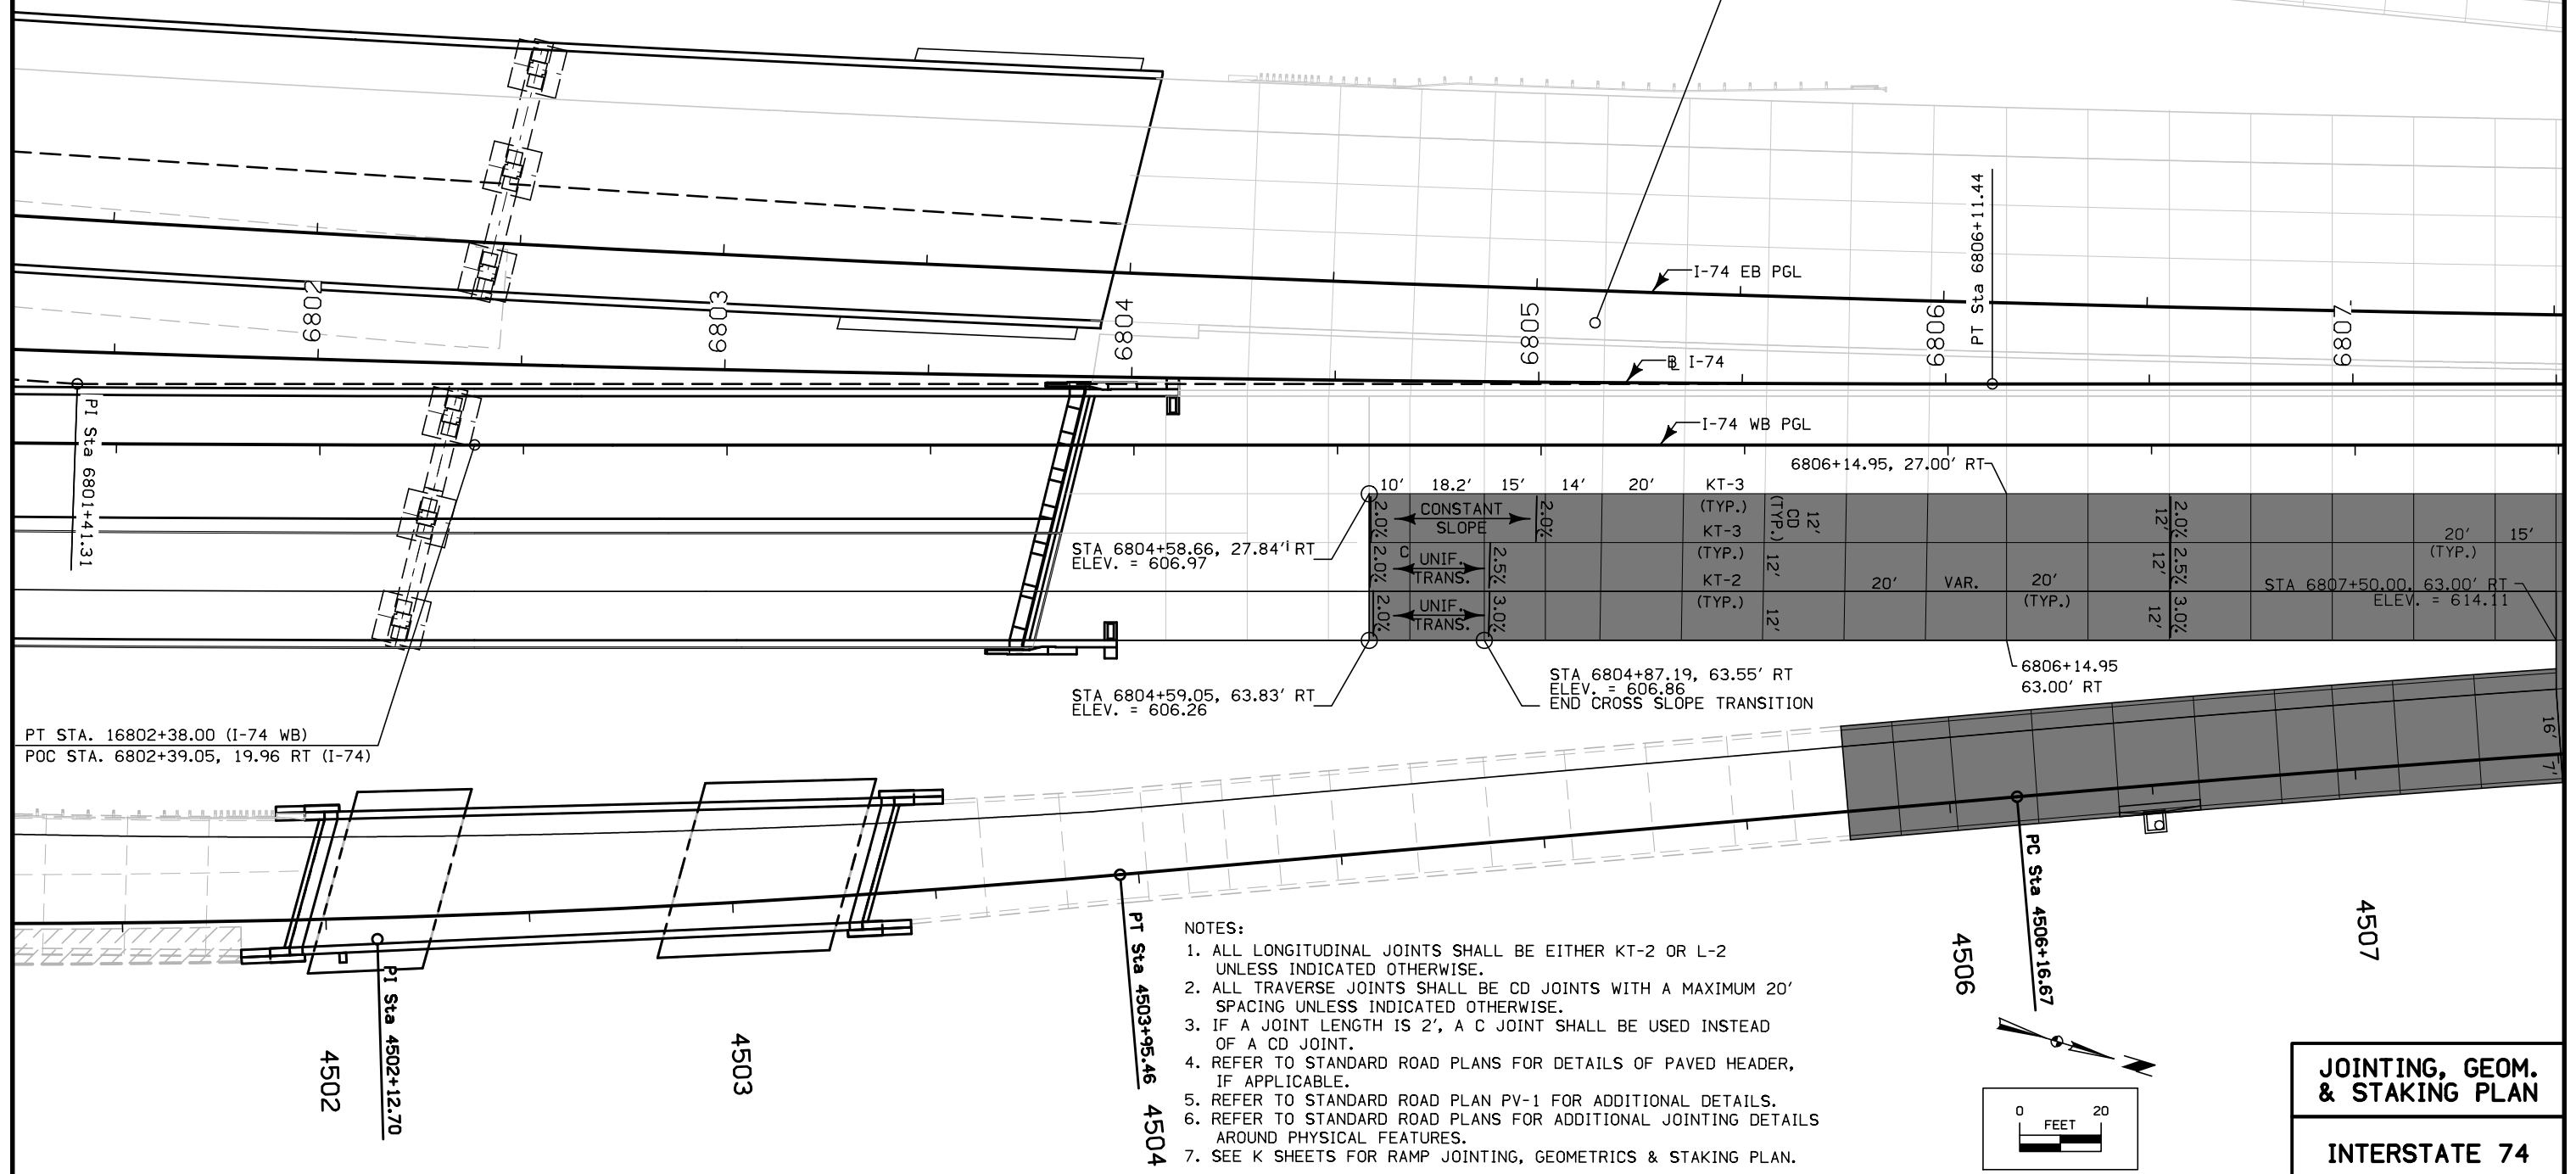 6802
6803
6804
6805
6806
6807
I-74 EB PGL
PT Sta 6806+11.44
BL I-74
I-74 WB PGL
PI Sta 6801+41.31
6806+14.95, 27.00' RT
10' 18.2' 15' 14' 20' KT-3
(TYP.)
KT-3
(TYP.)
KT-2
(TYP.)
CD
(TYP.)
12'
12'
12'
2.0% CONSTANT 2.0%
SLOPE
2.0% C UNIF. 2.5%
TRANS.
2.0% UNIF. 3.0%
TRANS.
20' VAR. 20'
(TYP.)
12' 2.0%
12' 2.5%
12' 3.0%
20' 15'
(TYP.)
STA 6807+50.00, 63.00' RT
ELEV. = 614.11
STA 6804+58.66, 27.84' RT
ELEV. = 606.97
STA 6804+59.05, 63.83' RT
ELEV. = 606.26
STA 6804+87.19, 63.55' RT
ELEV. = 606.86
END CROSS SLOPE TRANSITION
6806+14.95
63.00' RT
PT STA. 16802+38.00 (I-74 WB)
POC STA. 6802+39.05, 19.96 RT (I-74)
16'
7'
PI Sta 4502+12.70
PT Sta 4503+95.46
PC Sta 4506+16.67
4502
4503
4504
4506
4507
NOTES:
1. ALL LONGITUDINAL JOINTS SHALL BE EITHER KT-2 OR L-2
UNLESS INDICATED OTHERWISE.
2. ALL TRAVERSE JOINTS SHALL BE CD JOINTS WITH A MAXIMUM 20'
SPACING UNLESS INDICATED OTHERWISE.
3. IF A JOINT LENGTH IS 2', A C JOINT SHALL BE USED INSTEAD
OF A CD JOINT.
4. REFER TO STANDARD ROAD PLANS FOR DETAILS OF PAVED HEADER,
IF APPLICABLE.
5. REFER TO STANDARD ROAD PLAN PV-1 FOR ADDITIONAL DETAILS.
6. REFER TO STANDARD ROAD PLANS FOR ADDITIONAL JOINTING DETAILS
AROUND PHYSICAL FEATURES.
7. SEE K SHEETS FOR RAMP JOINTING, GEOMETRICS & STAKING PLAN.
0 20
FEET
JOINTING, GEOM.
& STAKING PLAN
INTERSTATE 74